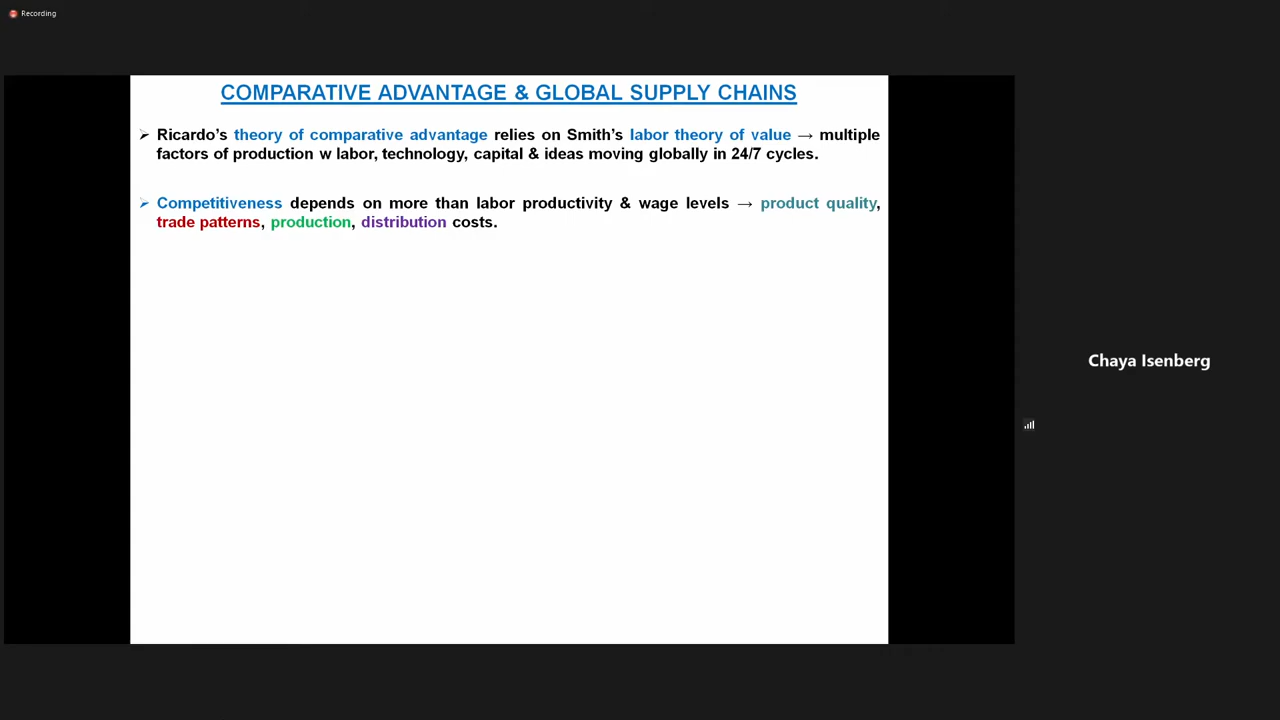 Recording
COMPARATIVE ADVANTAGE & GLOBAL SUPPLY CHAINS
➢ Ricardo’s theory of comparative advantage relies on Smith’s labor theory of value → multiple
factors of production w labor, technology, capital & ideas moving globally in 24/7 cycles.
➢ Competitiveness depends on more than labor productivity & wage levels → product quality,
trade patterns, production, distribution costs.
Chaya Isenberg